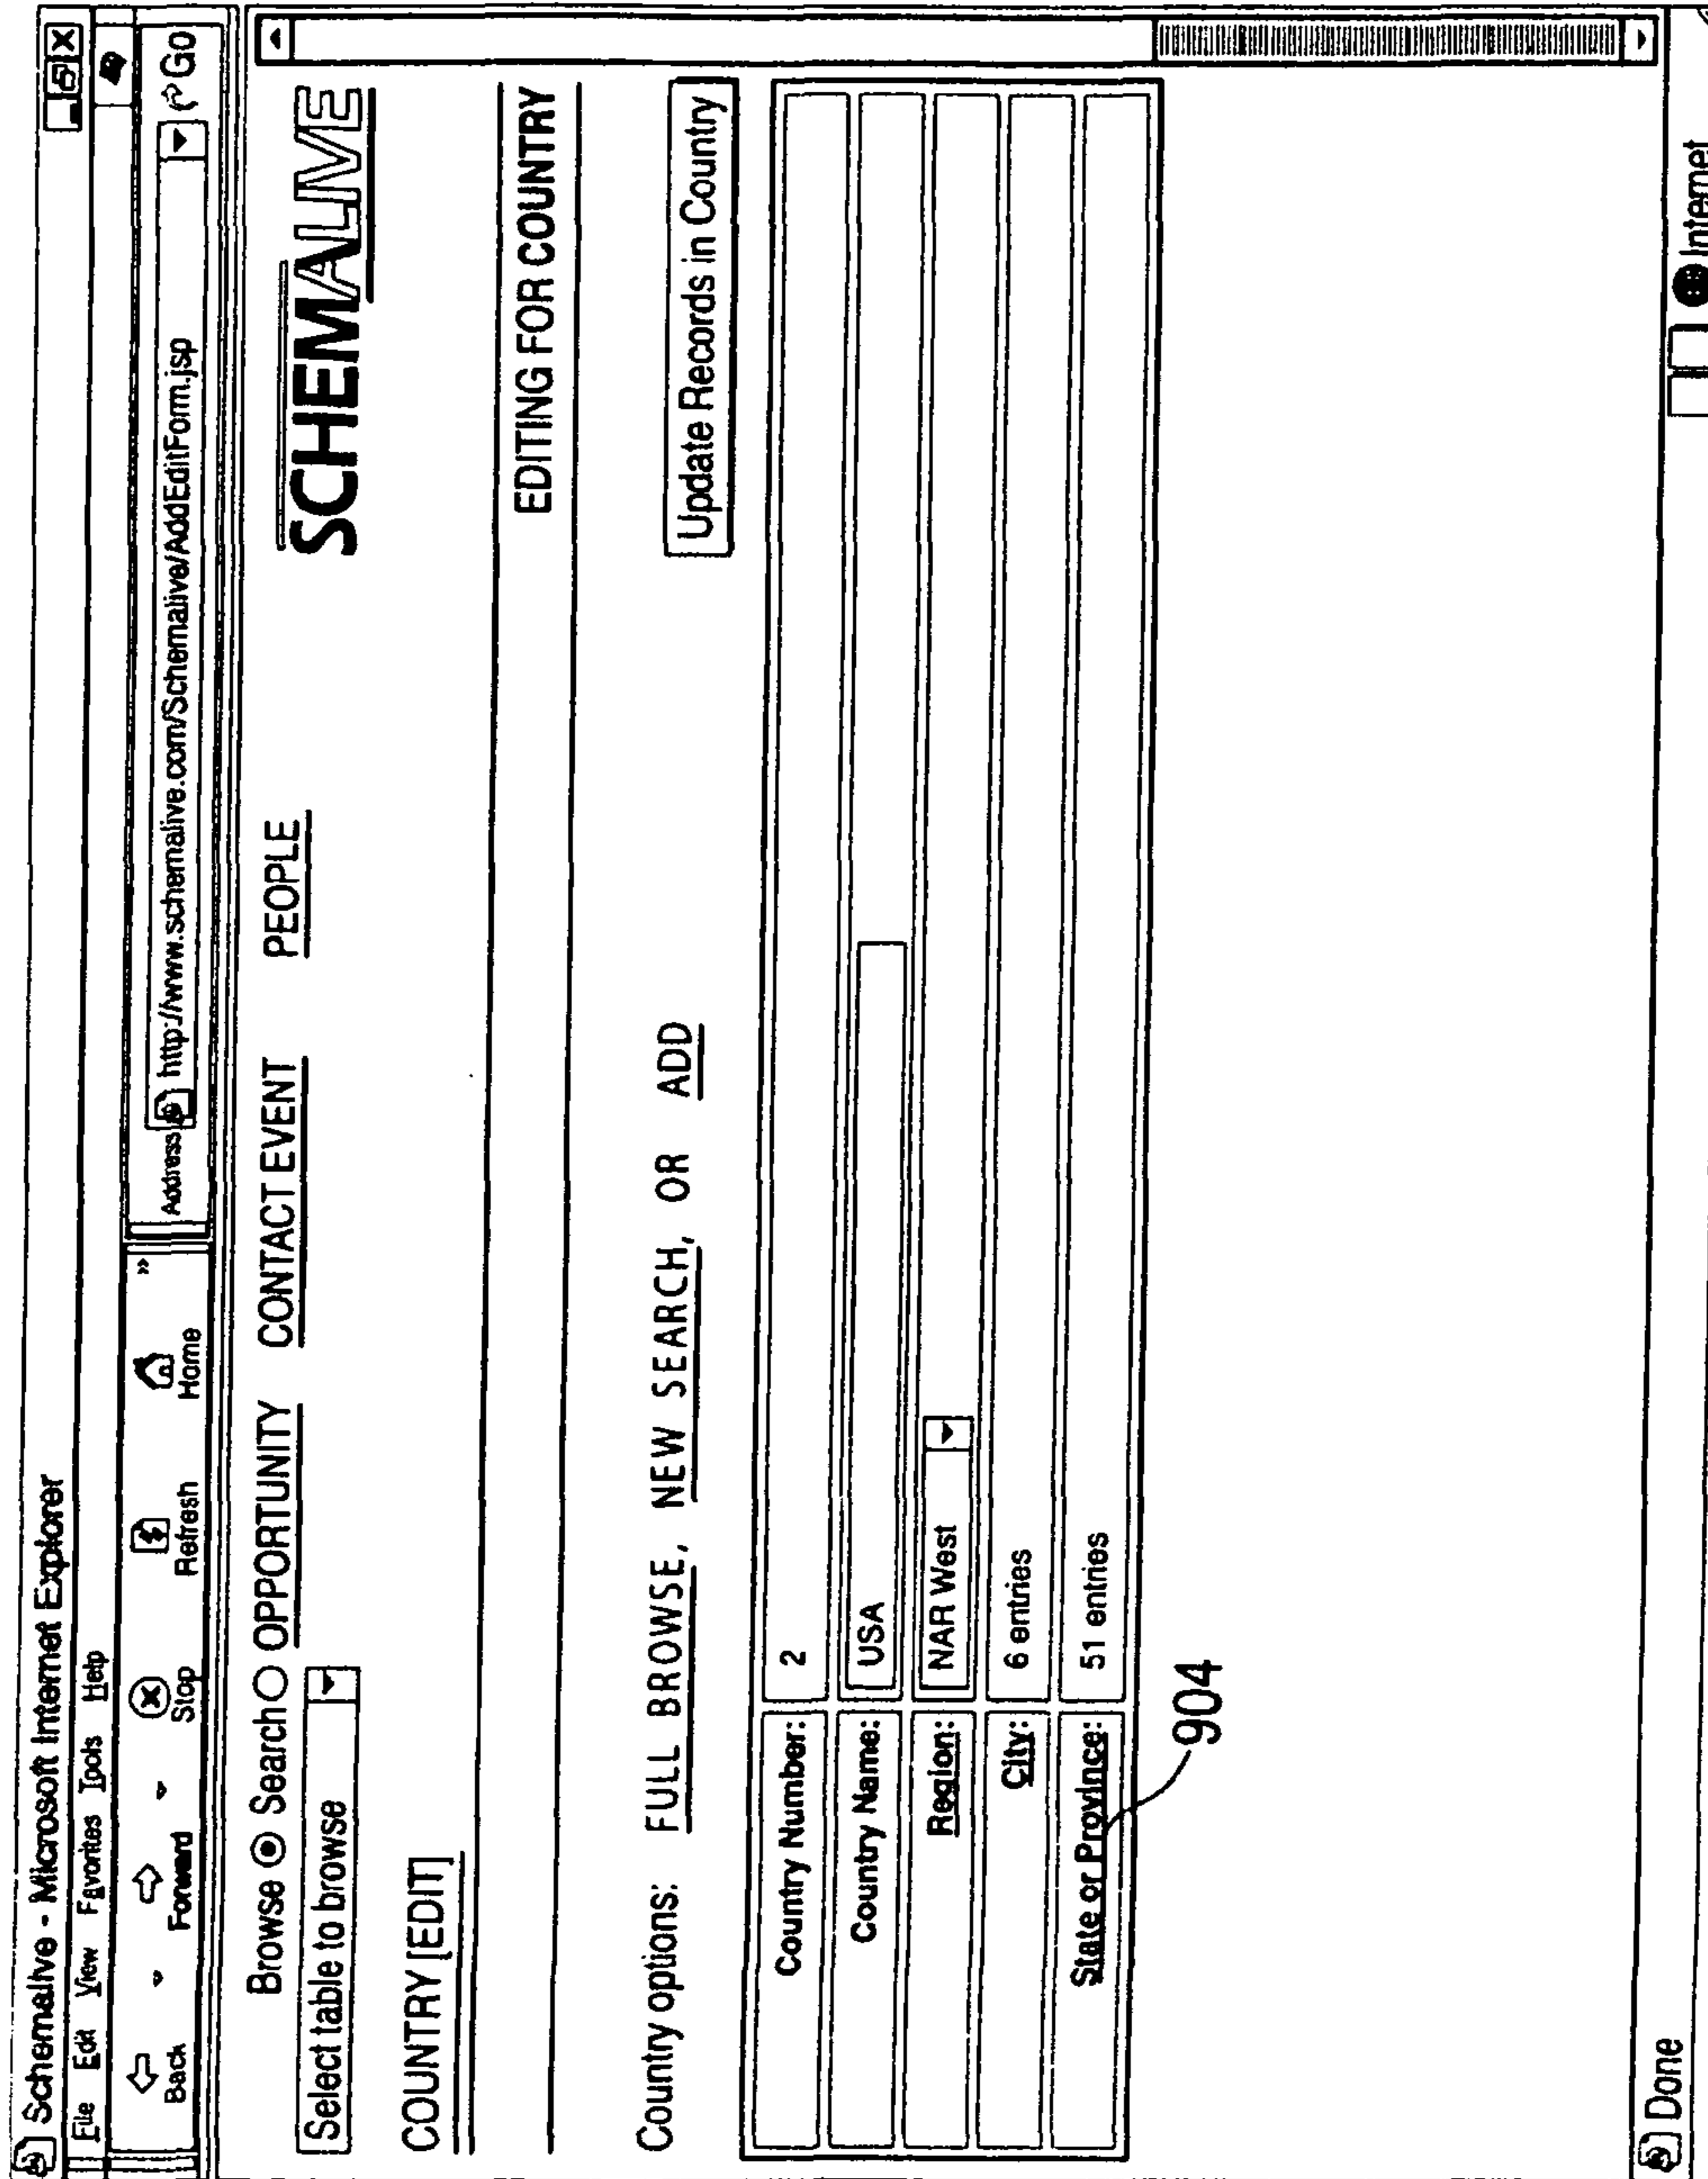 Schemalive - Microsoft Internet Explorer
File Edit View Favorites Tools Help
Back Forward Stop Refresh Home » Address http://www.schemalive.com/Schemalive/AddEditForm.jsp Go
Browse Search OPPORTUNITY CONTACT EVENT PEOPLE SCHEMALIVE
Select table to browse
COUNTRY [EDIT]
EDITING FOR COUNTRY
Country options: FULL BROWSE, NEW SEARCH, OR ADD Update Records in Country
Country Number: 2
Country Name: USA
Region: NAR West
City: 6 entries
State or Province: 51 entries
904
Done Internet